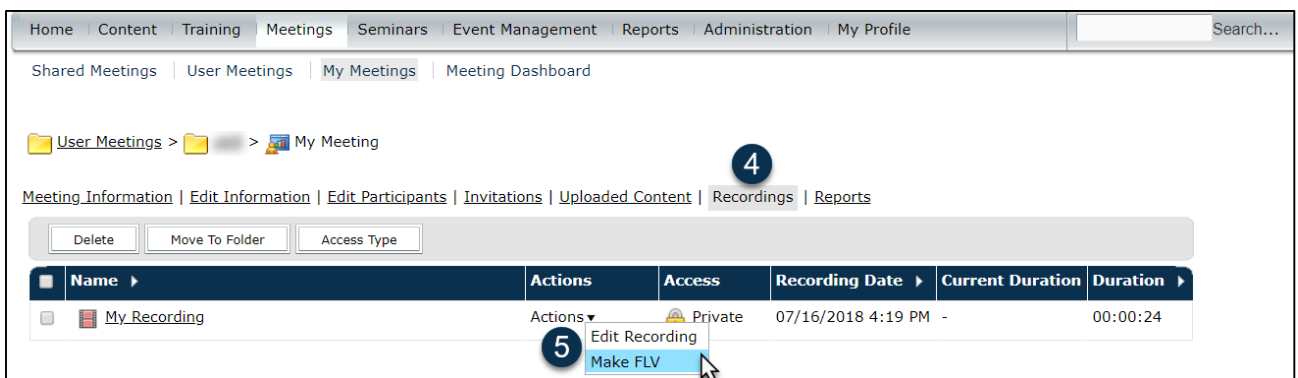 Home Content Training Meetings Seminars Event Management Reports Administration My Profile Search...
Shared Meetings User Meetings My Meetings Meeting Dashboard
User Meetings > > My Meeting
4
Meeting Information | Edit Information | Edit Participants | Invitations | Uploaded Content | Recordings | Reports
Delete Move To Folder Access Type
Name Actions Access Recording Date Current Duration Duration
My Recording Actions Private 07/16/2018 4:19 PM - 00:00:24
5 Edit Recording
Make FLV